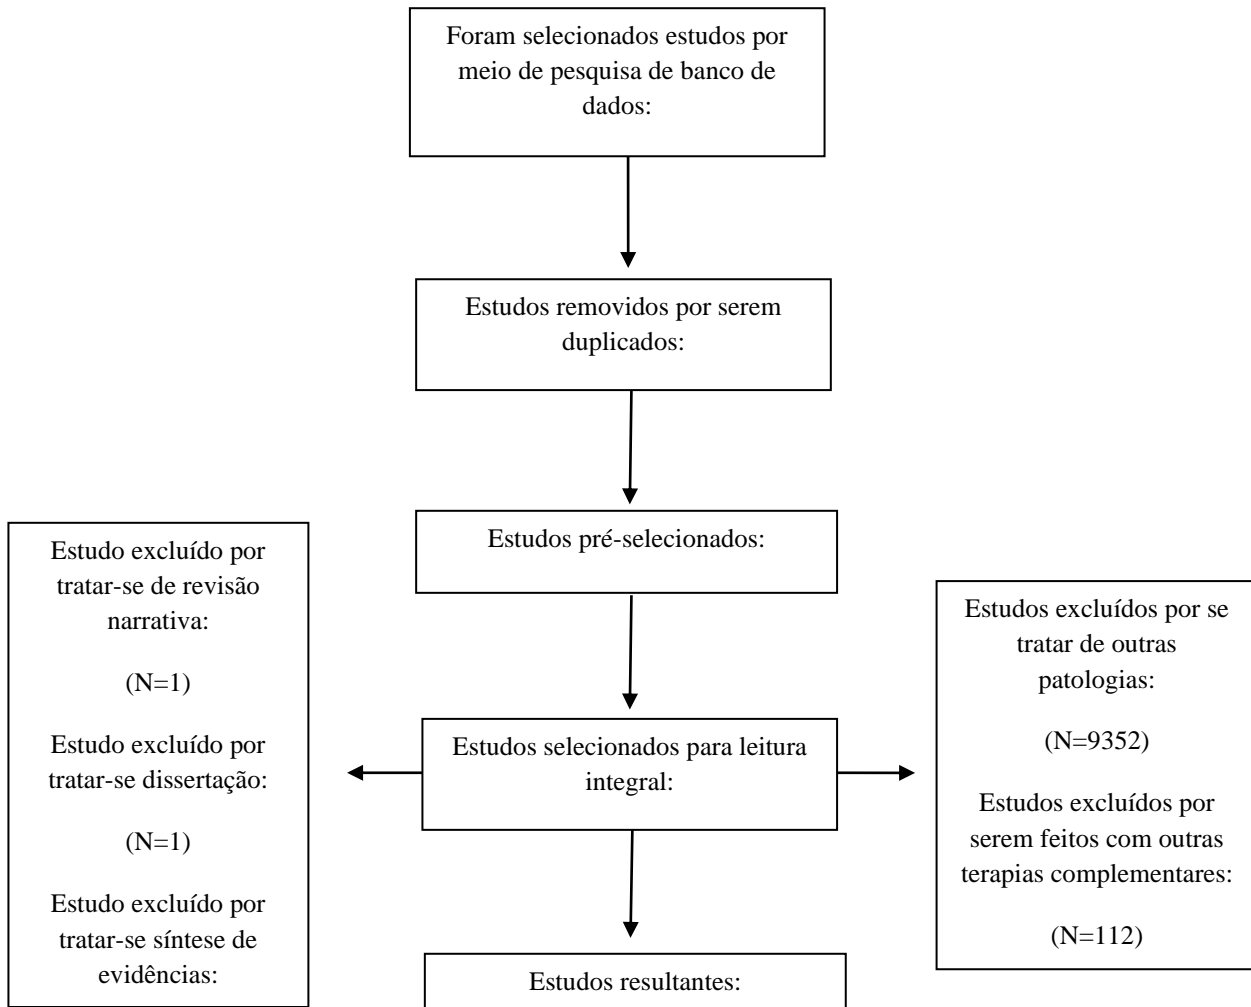 Foram selecionados estudos por
meio de pesquisa de banco de
dados:
Estudos removidos por serem
duplicados:
Estudos pré-selecionados:
Estudo excluído por
tratar-se de revisão
narrativa:
(N=1)
Estudo excluído por
tratar-se dissertação:
(N=1)
Estudo excluído por
tratar-se síntese de
evidências:
Estudos selecionados para leitura
integral:
Estudos excluídos por se
tratar de outras
patologias:
(N=9352)
Estudos excluídos por
serem feitos com outras
terapias complementares:
(N=112)
Estudos resultantes: